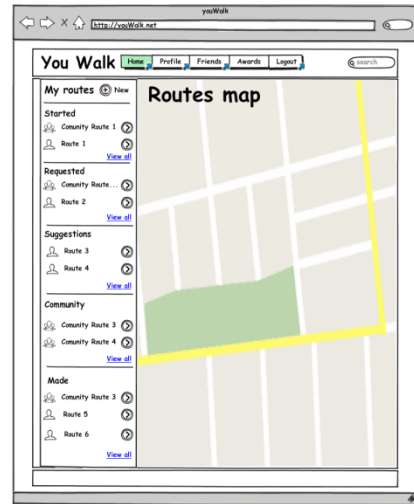 youWalk
http://youWalk.net
You Walk
Home Profile Friends Awards Logout
search
My routes
New
Routes map
Started
Comunity Route 1
Route 1
View all
Requested
Comunity Route...
Route 2
View all
Suggestions
Route 3
Route 4
View all
Community
Comunity Route 3
Comunity Route 4
View all
Made
Comunity Route 3
Route 5
Route 6
View all